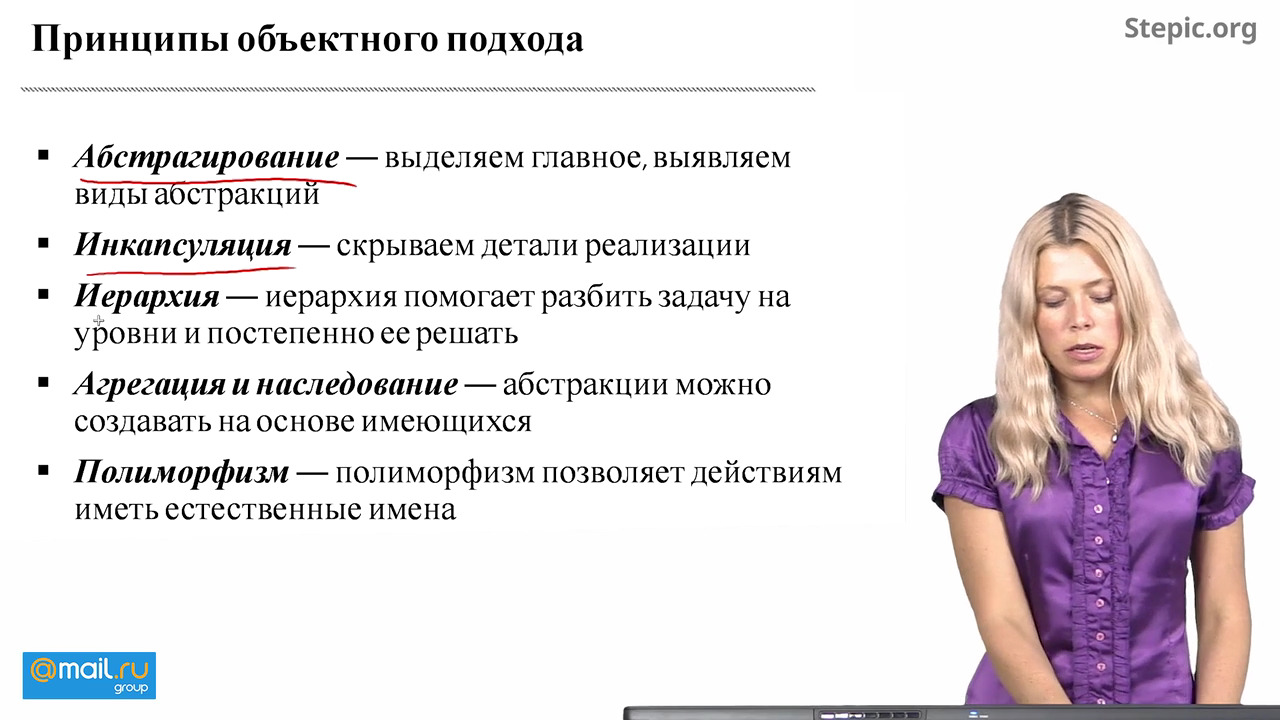 Принципы объектного подхода
Stepic.org
Абстрагирование — выделяем главное, выявляем
виды абстракций
Инкапсуляция — скрываем детали реализации
Иерархия — иерархия помогает разбить задачу на
уровни и постепенно ее решать
Агрегация и наследование — абстракции можно
создавать на основе имеющихся
Полиморфизм — полиморфизм позволяет действиям
иметь естественные имена
@mail.ru
group